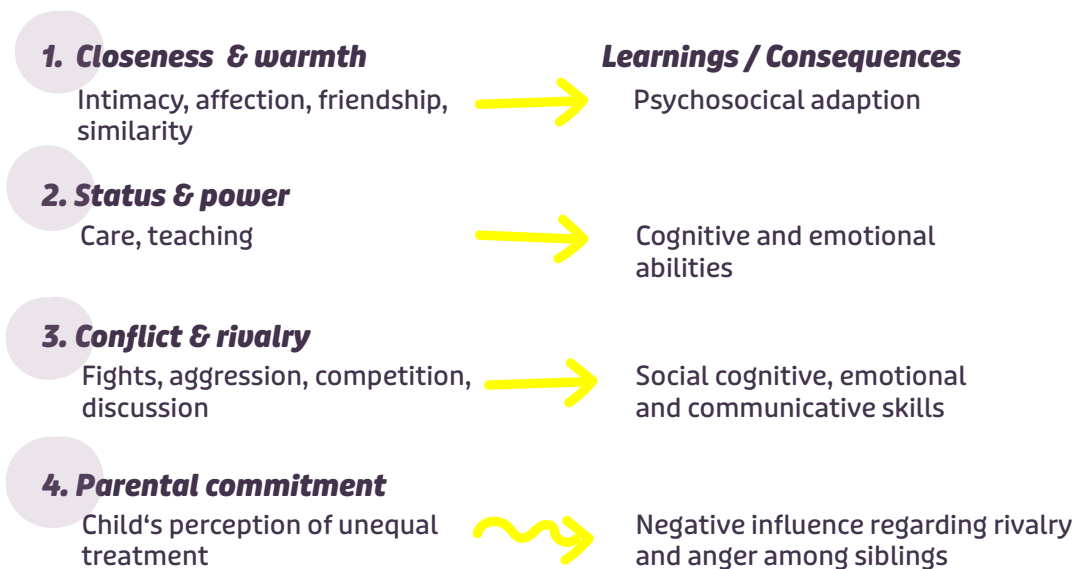 1. Closeness & warmth
Learnings / Consequences
Intimacy, affection, friendship,
similarity
Psychosocical adaption
2. Status & power
Care, teaching
Cognitive and emotional
abilities
3. Conflict & rivalry
Fights, aggression, competition,
discussion
Social cognitive, emotional
and communicative skills
4. Parental commitment
Child‘s perception of unequal
treatment
Negative influence regarding rivalry
and anger among siblings